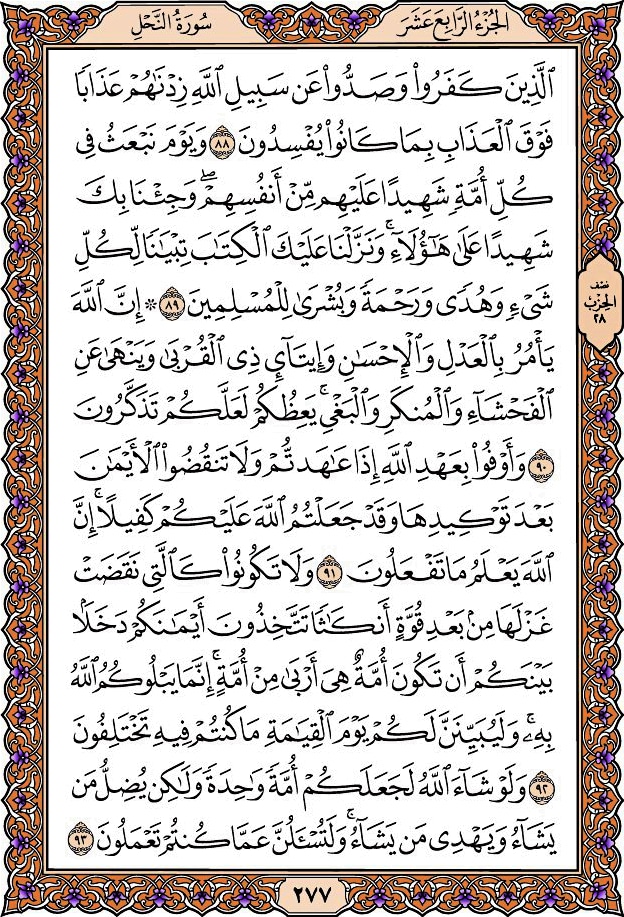 الجُزْءُ الرَّابِعَ عَشَرَ
سُورَةُ النَّحْلِ
ٱلَّذِينَ كَفَرُوا۟ وَصَدُّوا۟ عَن سَبِيلِ ٱللَّهِ زِدْنَـٰهُمْ عَذَابًا
فَوْقَ ٱلْعَذَابِ بِمَا كَانُوا۟ يُفْسِدُونَ ٨٨ وَيَوْمَ نَبْعَثُ فِى
كُلِّ أُمَّةٍ شَهِيدًا عَلَيْهِم مِّنْ أَنفُسِهِمْ ۖ وَجِئْنَا بِكَ
شَهِيدًا عَلَىٰ هَـٰٓؤُلَآءِ ۚ وَنَزَّلْنَا عَلَيْكَ ٱلْكِتَـٰبَ تِبْيَـٰنًا لِّكُلِّ
شَىْءٍ وَهُدًى وَرَحْمَةً وَبُشْرَىٰ لِلْمُسْلِمِينَ ٨٩ ۞ إِنَّ ٱللَّهَ
يَأْمُرُ بِٱلْعَدْلِ وَٱلْإِحْسَـٰنِ وَإِيتَآئِ ذِى ٱلْقُرْبَىٰ وَيَنْهَىٰ عَنِ
ٱلْفَحْشَآءِ وَٱلْمُنكَرِ وَٱلْبَغْىِ ۚ يَعِظُكُمْ لَعَلَّكُمْ تَذَكَّرُونَ
٩٠ وَأَوْفُوا۟ بِعَهْدِ ٱللَّهِ إِذَا عَـٰهَدتُّمْ وَلَا تَنقُضُوا۟ ٱلْأَيْمَـٰنَ
بَعْدَ تَوْكِيدِهَا وَقَدْ جَعَلْتُمُ ٱللَّهَ عَلَيْكُمْ كَفِيلًا ۚ إِنَّ
ٱللَّهَ يَعْلَمُ مَا تَفْعَلُونَ ٩١ وَلَا تَكُونُوا۟ كَٱلَّتِى نَقَضَتْ
غَزْلَهَا مِنۢ بَعْدِ قُوَّةٍ أَنكَـٰثًا تَتَّخِذُونَ أَيْمَـٰنَكُمْ دَخَلًۢا
بَيْنَكُمْ أَن تَكُونَ أُمَّةٌ هِىَ أَرْبَىٰ مِنْ أُمَّةٍ ۚ إِنَّمَا يَبْلُوكُمُ ٱللَّهُ
بِهِۦ ۚ وَلَيُبَيِّنَنَّ لَكُمْ يَوْمَ ٱلْقِيَـٰمَةِ مَا كُنتُمْ فِيهِ تَخْتَلِفُونَ
٩٢ وَلَوْ شَآءَ ٱللَّهُ لَجَعَلَكُمْ أُمَّةً وَٰحِدَةً وَلَـٰكِن يُضِلُّ مَن
يَشَآءُ وَيَهْدِى مَن يَشَآءُ ۚ وَلَتُسْـَٔلُنَّ عَمَّا كُنتُمْ تَعْمَلُونَ ٩٣
نصف
الحزب
٢٨
٢٧٧